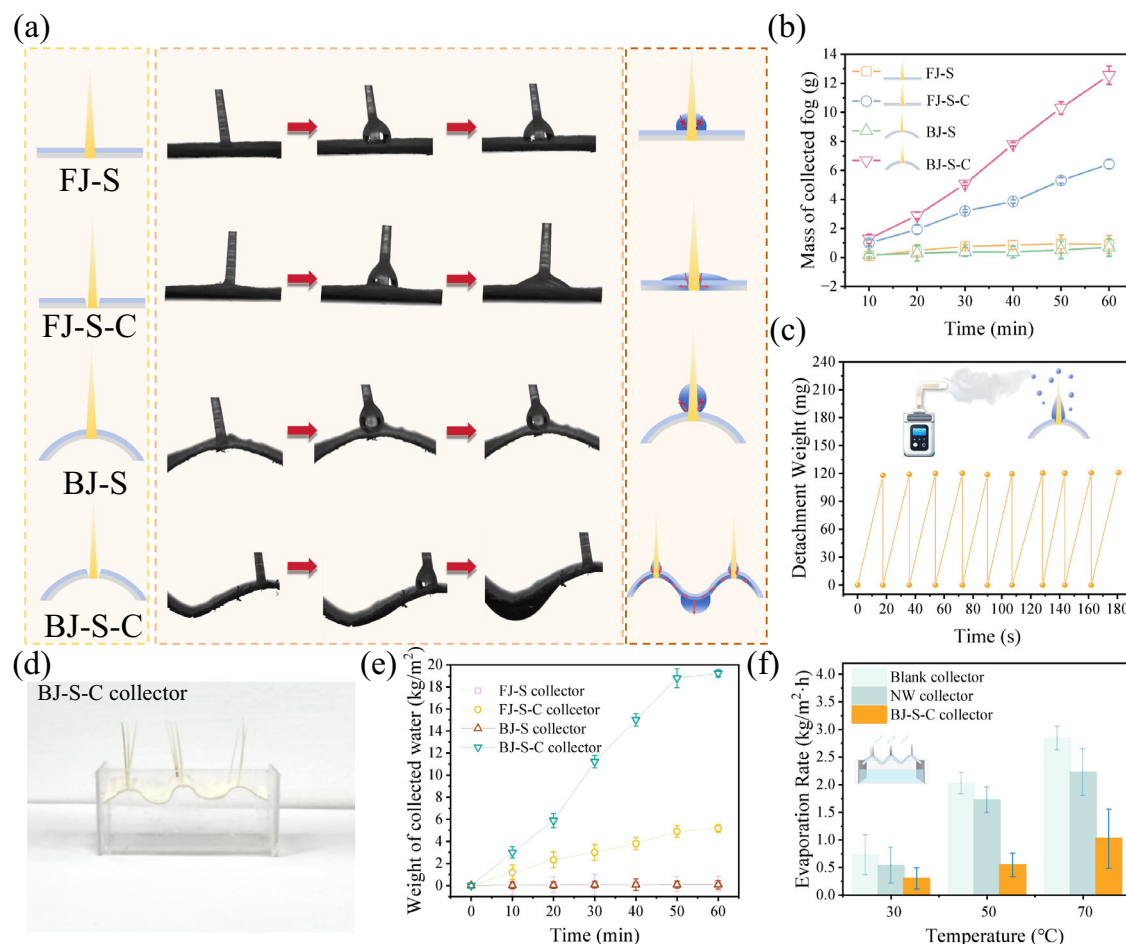 (a)
FJ-S
FJ-S-C
BJ-S
BJ-S-C
(b)
Mass of collected fog (g)
14
12
10
8
6
4
2
0
−2
FJ-S
FJ-S-C
BJ-S
BJ-S-C
10 20 30 40 50 60
Time (min)
(c)
Detachment Weight (mg)
240
210
180
150
120
90
60
30
0
0 20 40 60 80 100 120 140 160 180
Time (s)
(d)
BJ-S-C collector
(e)
Weight of collected water (kg/m²)
20
18
16
14
12
10
8
6
4
2
0
FJ-S collector
FJ-S-C collector
BJ-S collector
BJ-S-C collector
0 10 20 30 40 50 60
Time (min)
(f)
Evaporation Rate (kg/m²·h)
4.0
3.5
3.0
2.5
2.0
1.5
1.0
0.5
0.0
Blank collector
NW collector
BJ-S-C collector
30 50 70
Temperature (℃)